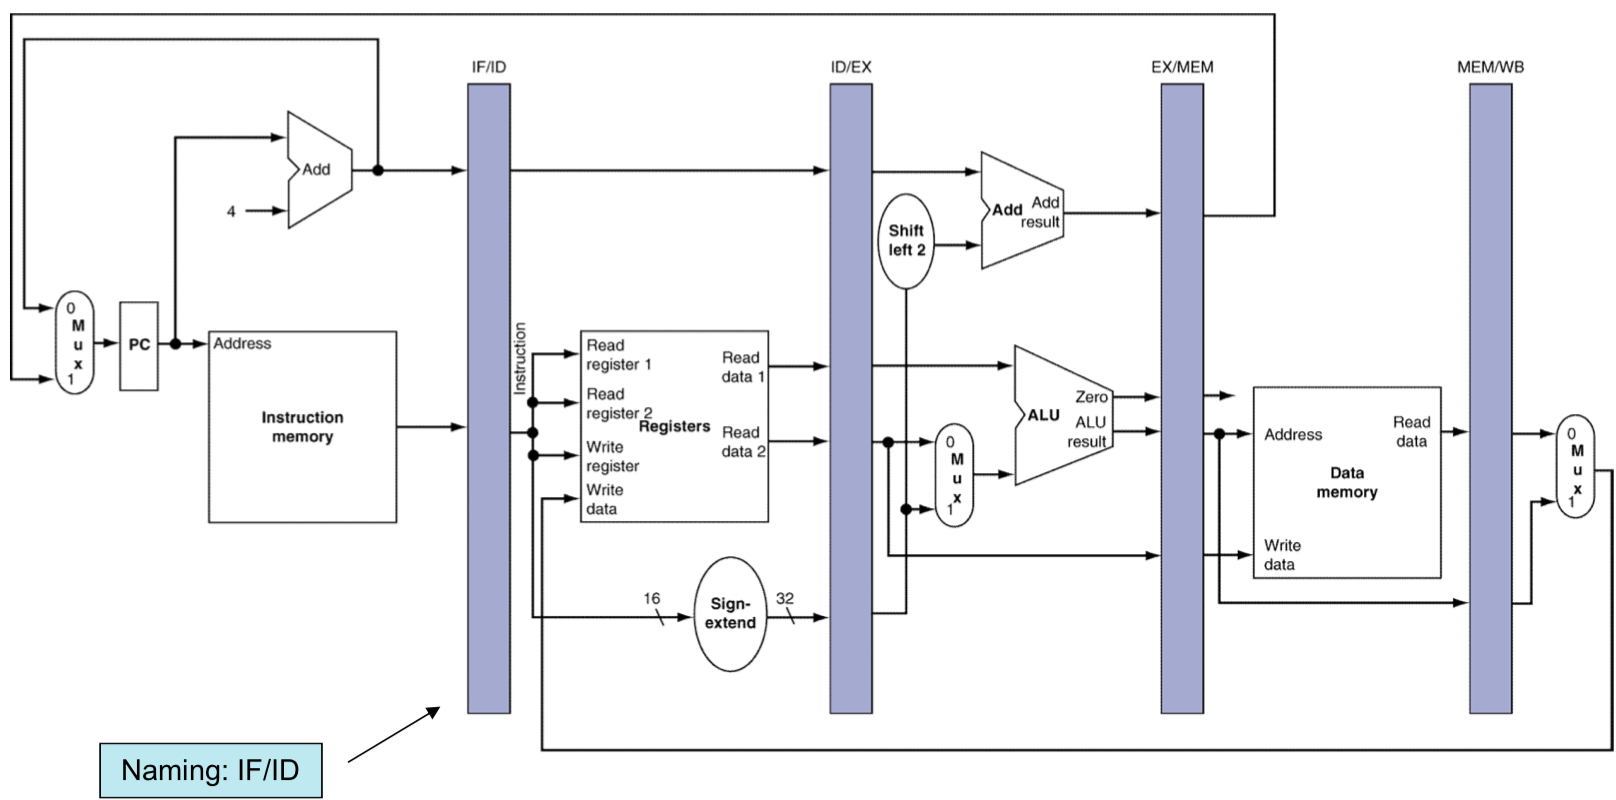 IF/ID
ID/EX
EX/MEM
MEM/WB
Add
4
Add
Add
result
Shift
left 2
0
M
u
x
1
PC
Address
Instruction
memory
Instruction
Read
register 1
Read
register 2
Write
register
Write
data
Registers
Read
data 1
Read
data 2
16
Sign-
extend
32
0
M
u
x
1
ALU
Zero
ALU
result
Address
Read
data
Data
memory
Write
data
0
M
u
x
1
Naming: IF/ID